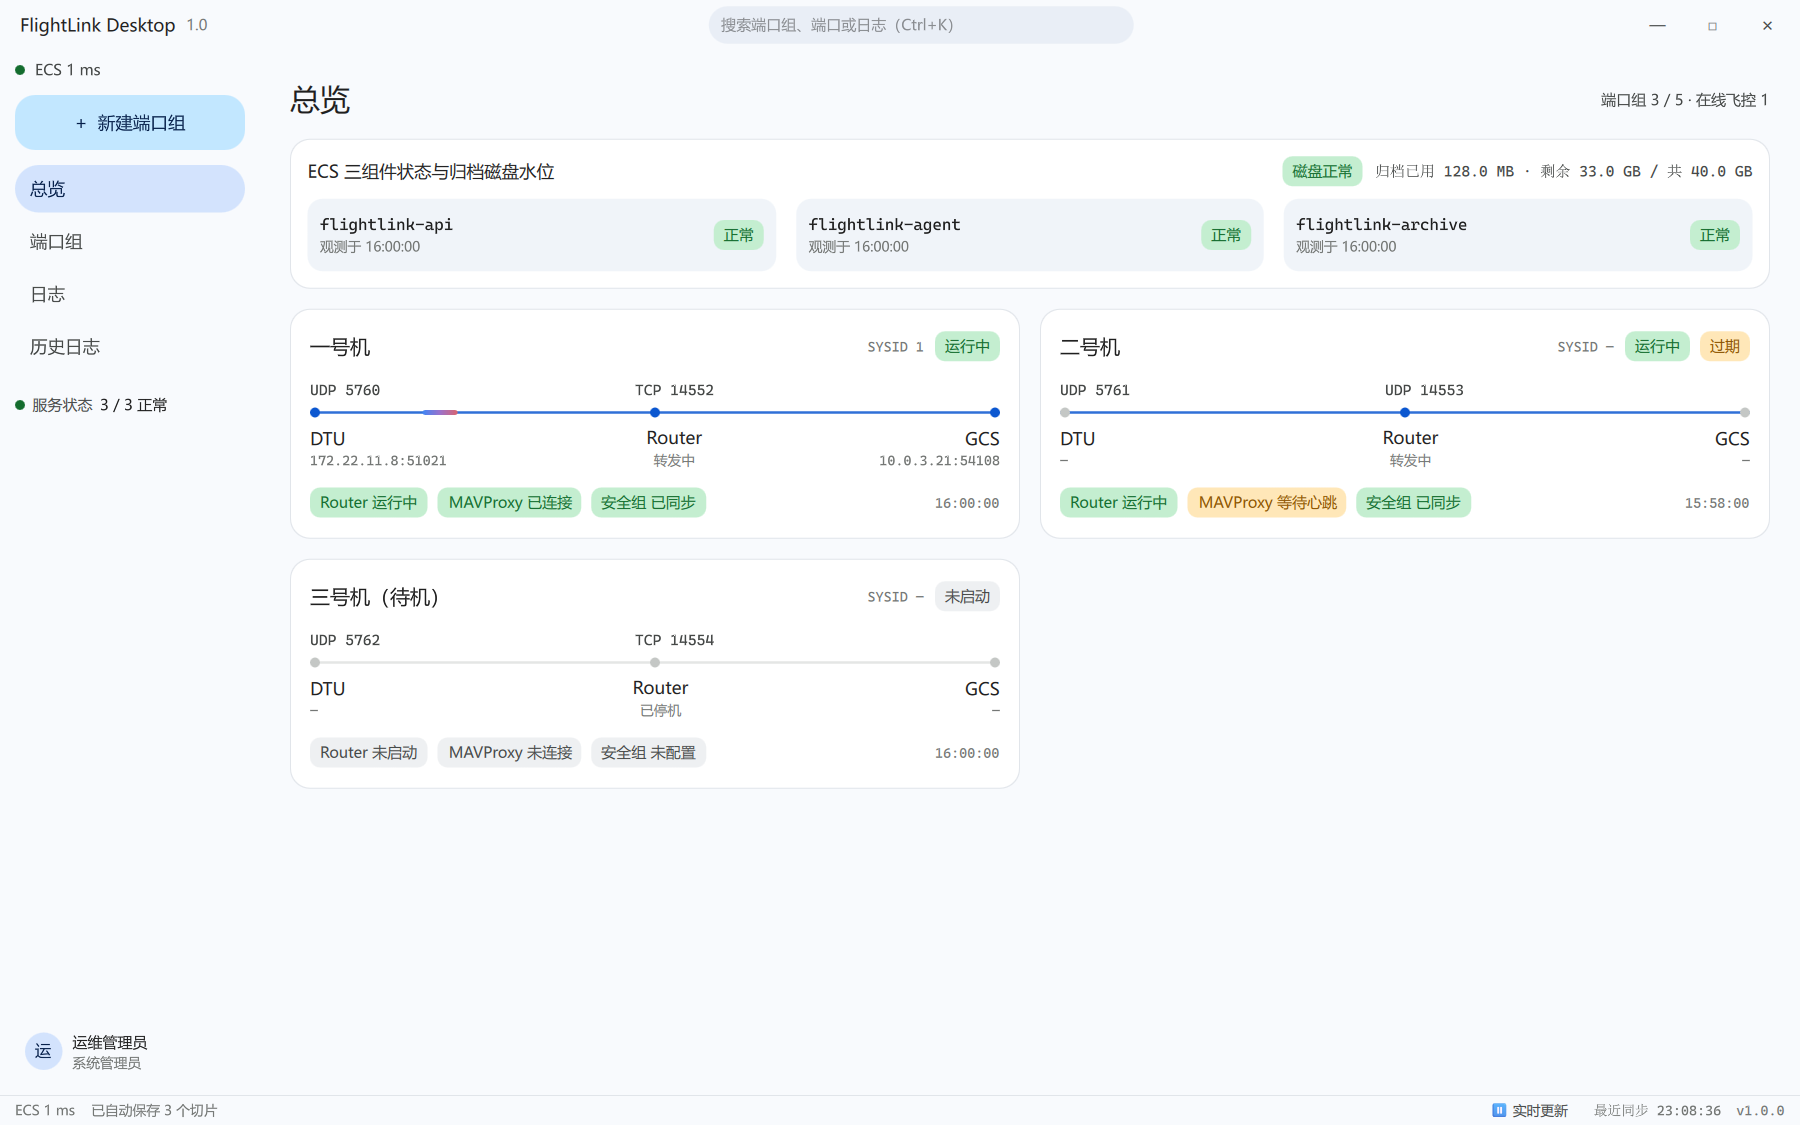 FlightLink Desktop 1.0
搜索端口组、端口或日志（Ctrl+K）
ECS 1 ms
+ 新建端口组
总览
端口组
日志
历史日志
服务状态 3 / 3 正常
总览
端口组 3 / 5 · 在线飞控 1
ECS 三组件状态与归档磁盘水位
磁盘正常 归档已用 128.0 MB · 剩余 33.0 GB / 共 40.0 GB
flightlink-api
观测于 16:00:00
正常
flightlink-agent
观测于 16:00:00
正常
flightlink-archive
观测于 16:00:00
正常
一号机
SYSID 1 运行中
UDP 5760 TCP 14552
DTU Router GCS
172.22.11.8:51021 转发中 10.0.3.21:54108
Router 运行中 MAVProxy 已连接 安全组 已同步 16:00:00
二号机
SYSID — 运行中 过期
UDP 5761 UDP 14553
DTU Router GCS
— 转发中 —
Router 运行中 MAVProxy 等待心跳 安全组 已同步 15:58:00
三号机（待机）
SYSID — 未启动
UDP 5762 TCP 14554
DTU Router GCS
— 已停机 —
Router 未启动 MAVProxy 未连接 安全组 未配置 16:00:00
运 运维管理员
系统管理员
ECS 1 ms 已自动保存 3 个切片
实时更新 最近同步 23:08:36 v1.0.0